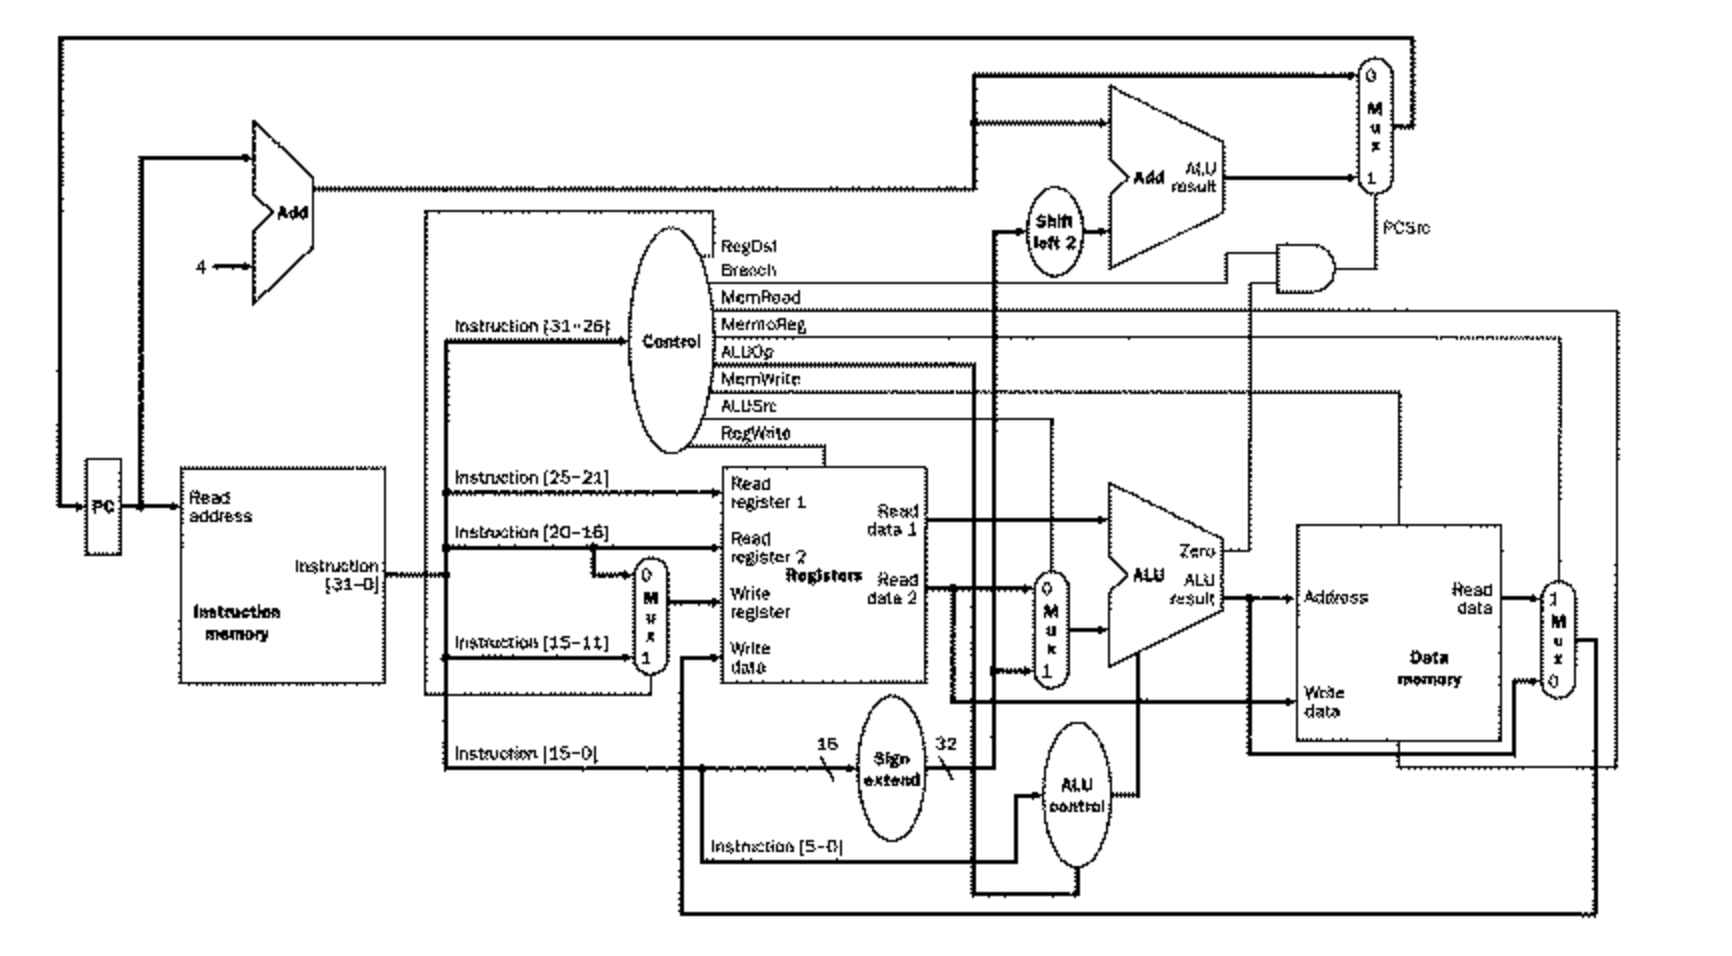 0
M
u
x
1
Add
ALU
result
Add
Shift
left 2
PCSrc
4
RegDst
Branch
MemRead
MemtoReg
ALUOp
MemWrite
ALUSrc
RegWrite
Control
Instruction [31–26]
Instruction [25–21]
Instruction [20–16]
Instruction [15–11]
Instruction [15–0]
Instruction [5–0]
PC
Read
address
Instruction
[31–0]
Instruction
memory
0
M
u
x
1
Read
register 1
Read
register 2
Write
register
Write
data
Registers
Read
data 1
Read
data 2
0
M
u
x
1
Zero
ALU
ALU
result
Address
Read
data
Data
memory
Write
data
1
M
u
x
0
16
Sign
extend
32
ALU
control